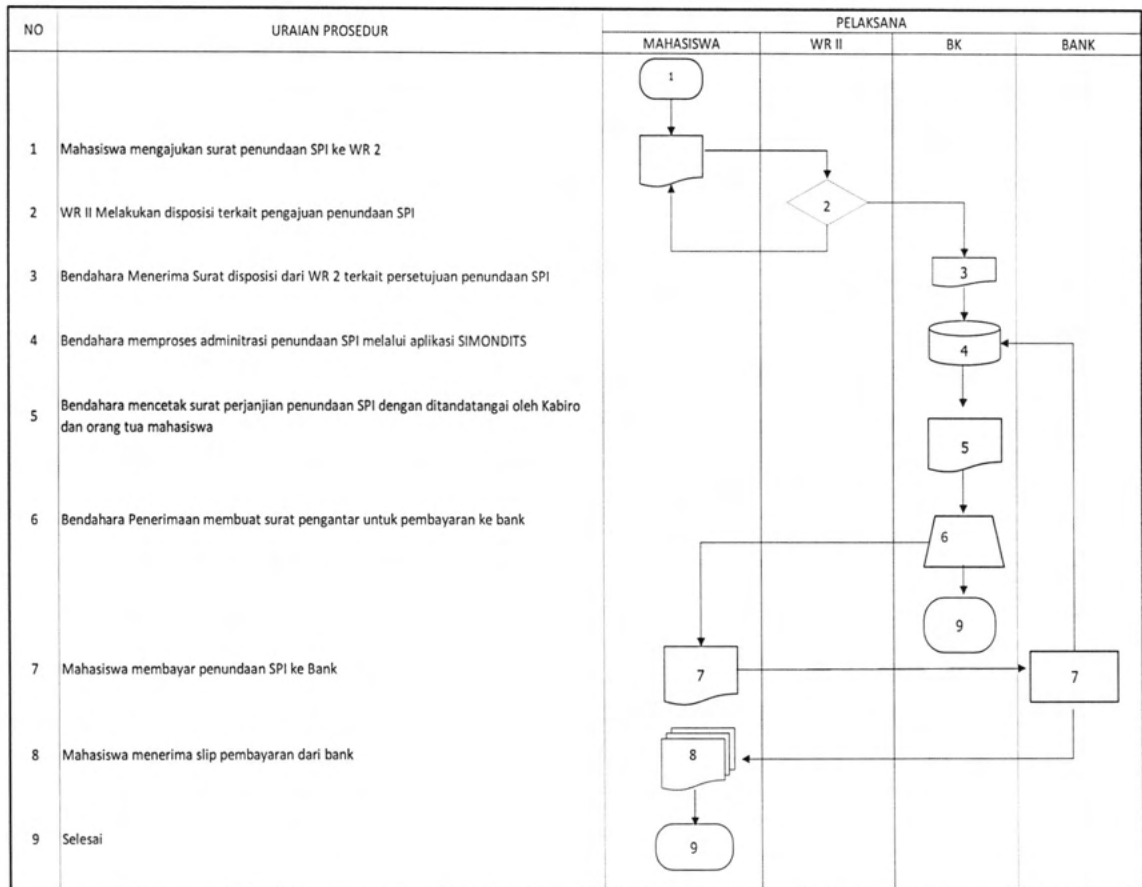 NO
URAIAN PROSEDUR
PELAKSANA
MAHASISWA
WR II
BK
BANK
1
1 Mahasiswa mengajukan surat penundaan SPI ke WR 2
2 WR II Melakukan disposisi terkait pengajuan penundaan SPI
2
3 Bendahara Menerima Surat disposisi dari WR 2 terkait persetujuan penundaan SPI
3
4 Bendahara memproses adminitrasi penundaan SPI melalui aplikasi SIMONDITS
4
5 Bendahara mencetak surat perjanjian penundaan SPI dengan ditandatangai oleh Kabiro
dan orang tua mahasiswa
5
6 Bendahara Penerimaan membuat surat pengantar untuk pembayaran ke bank
6
9
7 Mahasiswa membayar penundaan SPI ke Bank
7
7
8 Mahasiswa menerima slip pembayaran dari bank
8
9 Selesai
9